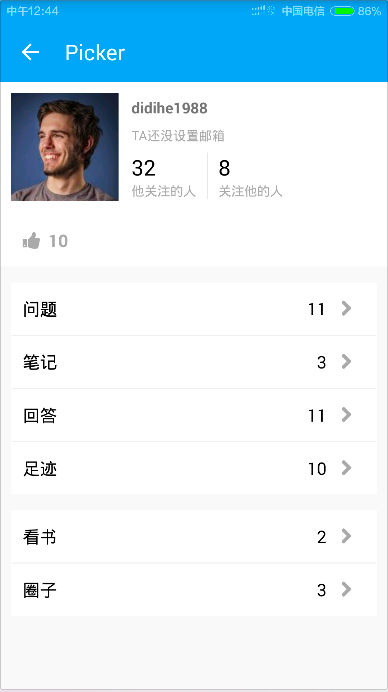 中午12:44 中国电信 86%
Picker
didihe1988
TA还没设置邮箱
32 8
他关注的人 关注他的人
10
问题 11
笔记 3
回答 11
足迹 10
看书 2
圈子 3